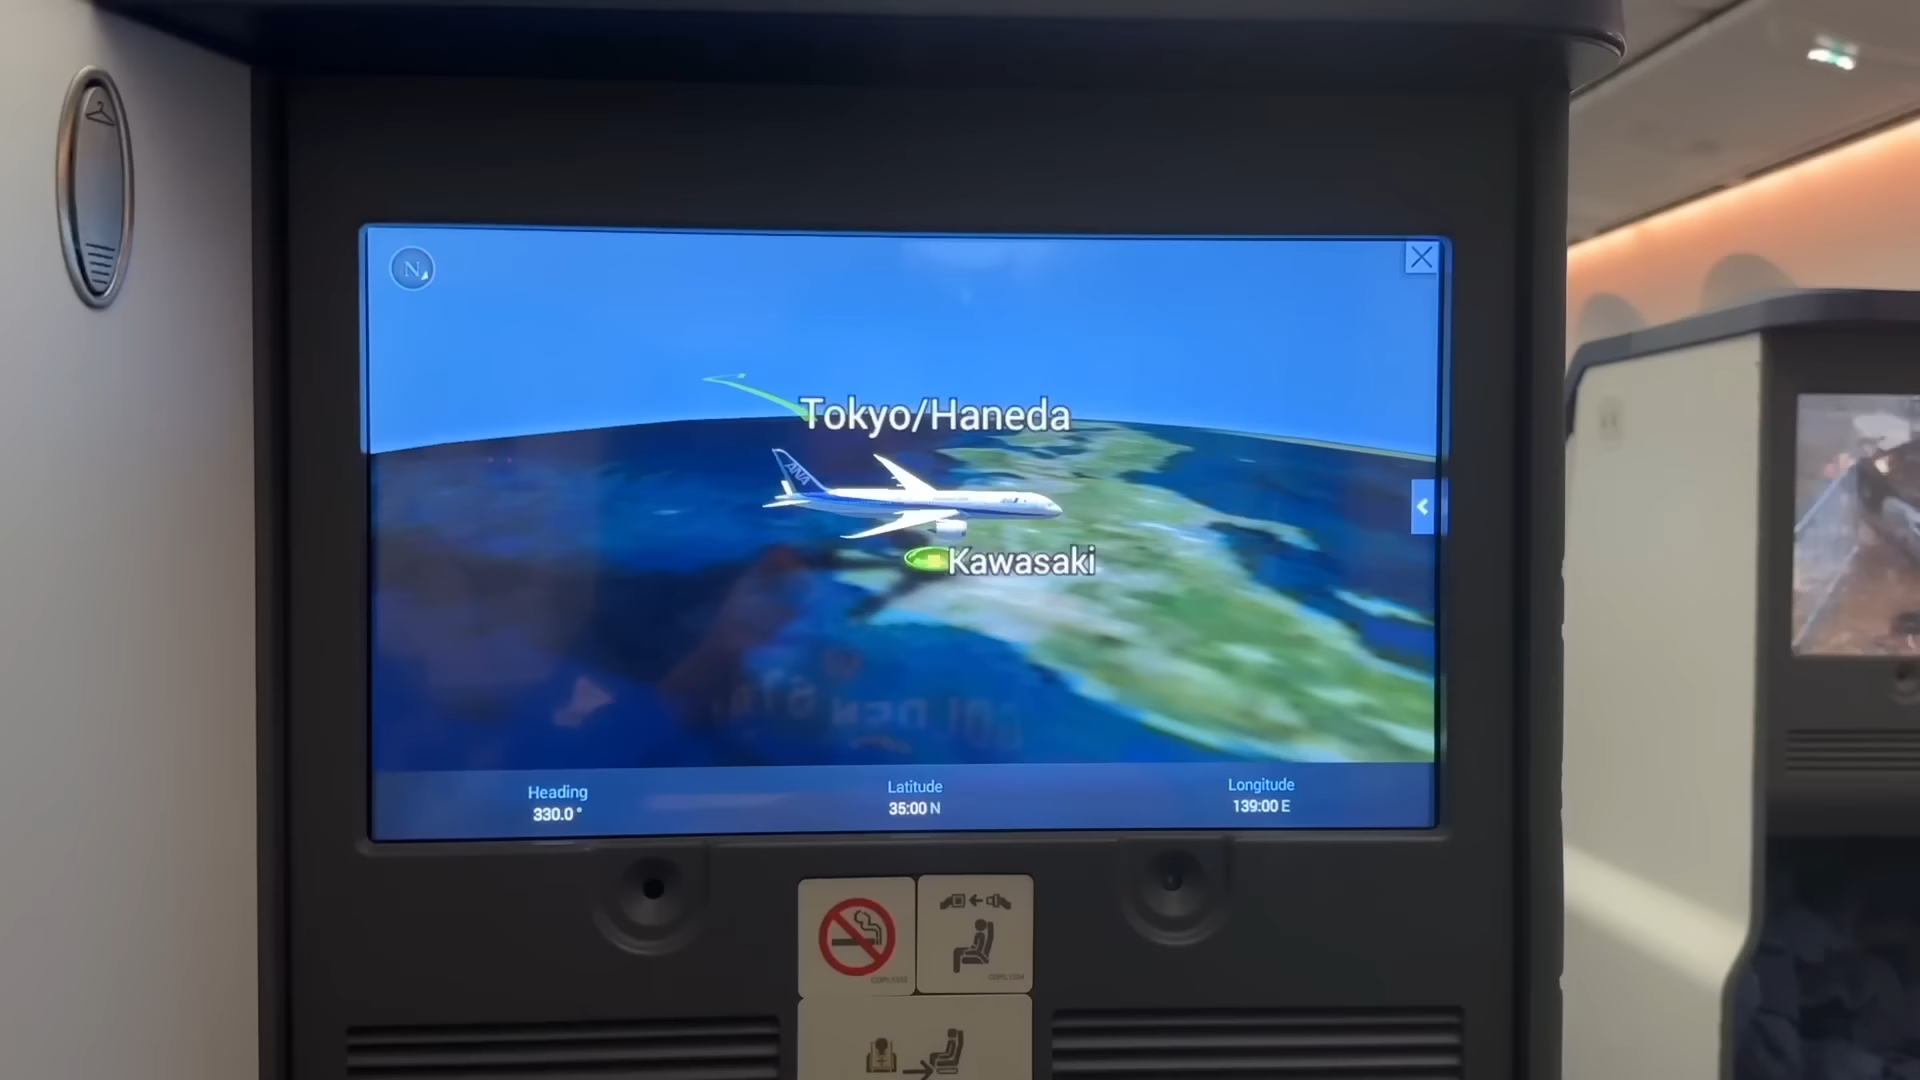 N
Tokyo/Haneda
ANA
Kawasaki
Heading
330.0°
Latitude
35:00 N
Longitude
139:00 E